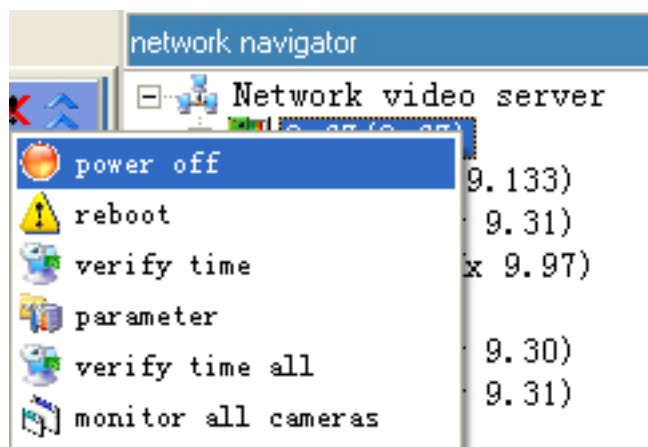 network navigator
Network video server
power off
9.133)
reboot
9.31)
verify time
x 9.97)
parameter
verify time all
9.30)
9.31)
monitor all cameras